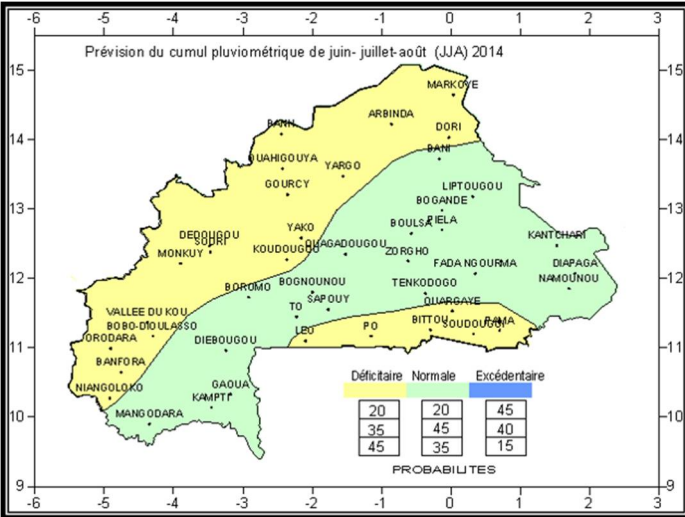 -6 -5 -4 -3 -2 -1 0 1 2 3
Prévision du cumul pluviométrique de juin- juillet-août (JJA) 2014
15 15
MARKOYE
ARBINDA
14 14
BANH
DORI
BANI
OUAHIGOUYA
YARGO
GOURCY
LIPTOUGOU
BOGANDE
13 13
PIELA
BOULSA
YAKO
DEDOUGOU
OUAGADOUGOU
KANTCHARI
MONKUY
KOUDOUGOU
ZORGHO
FADANGOURMA
DIAPAGA
12 12
NAMOUNOU
BOROMO
BOGNOUNOU
TENKODOGO
SAPOUY
OUARGAYE
TO
VALLEE DU KOU
BOBO-DIOULASSO
LEO
PO
BITTOU
SOUDOUGUI
PAMA
ORODARA
DIEBOUGOU
11 11
BANFORA
NIANGOLOKO
GAOUA
KAMPTI
MANGODARA
10 10
Déficitaire Normale Excédentaire
20 20 45
35 45 40
45 35 15
PROBABILITES
9 9
-6 -5 -4 -3 -2 -1 0 1 2 3